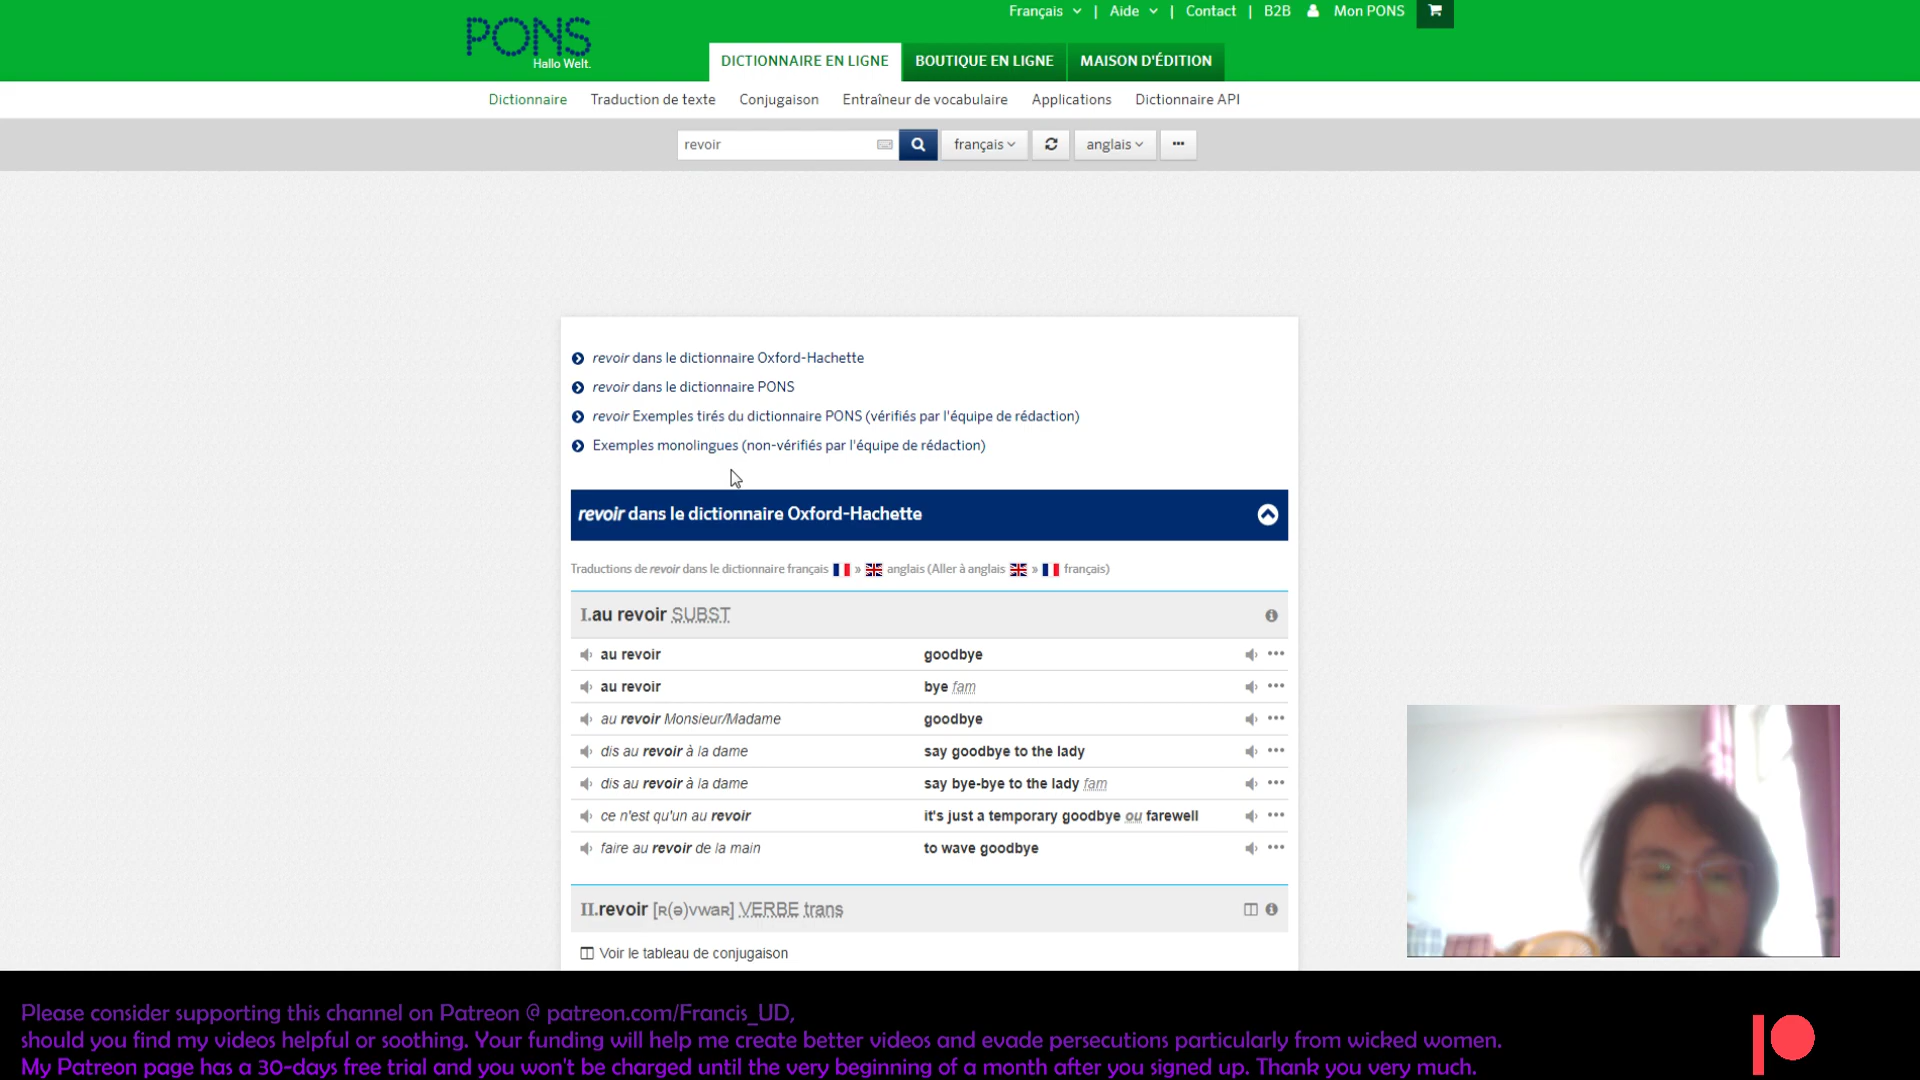 Français | Aide | Contact | B2B Mon PONS
PONS
Hallo Welt.
DICTIONNAIRE EN LIGNE BOUTIQUE EN LIGNE MAISON D'ÉDITION
Dictionnaire Traduction de texte Conjugaison Entraîneur de vocabulaire Applications Dictionnaire API
revoir français anglais ...
revoir dans le dictionnaire Oxford-Hachette
revoir dans le dictionnaire PONS
revoir Exemples tirés du dictionnaire PONS (vérifiés par l'équipe de rédaction)
Exemples monolingues (non-vérifiés par l'équipe de rédaction)
revoir dans le dictionnaire Oxford-Hachette
Traductions de revoir dans le dictionnaire français » anglais (Aller à anglais » français)
I.au revoir SUBST
au revoir goodbye
au revoir bye fam
au revoir Monsieur/Madame goodbye
dis au revoir à la dame say goodbye to the lady
dis au revoir à la dame say bye-bye to the lady fam
ce n'est qu'un au revoir it's just a temporary goodbye ou farewell
faire au revoir de la main to wave goodbye
II.revoir [ʀ(ə)vwaʀ] VERBE trans
Voir le tableau de conjugaison
Please consider supporting this channel on Patreon @ patreon.com/Francis_UD,
should you find my videos helpful or soothing. Your funding will help me create better videos and evade persecutions particularly from wicked women.
My Patreon page has a 30-days free trial and you won't be charged until the very beginning of a month after you signed up. Thank you very much.